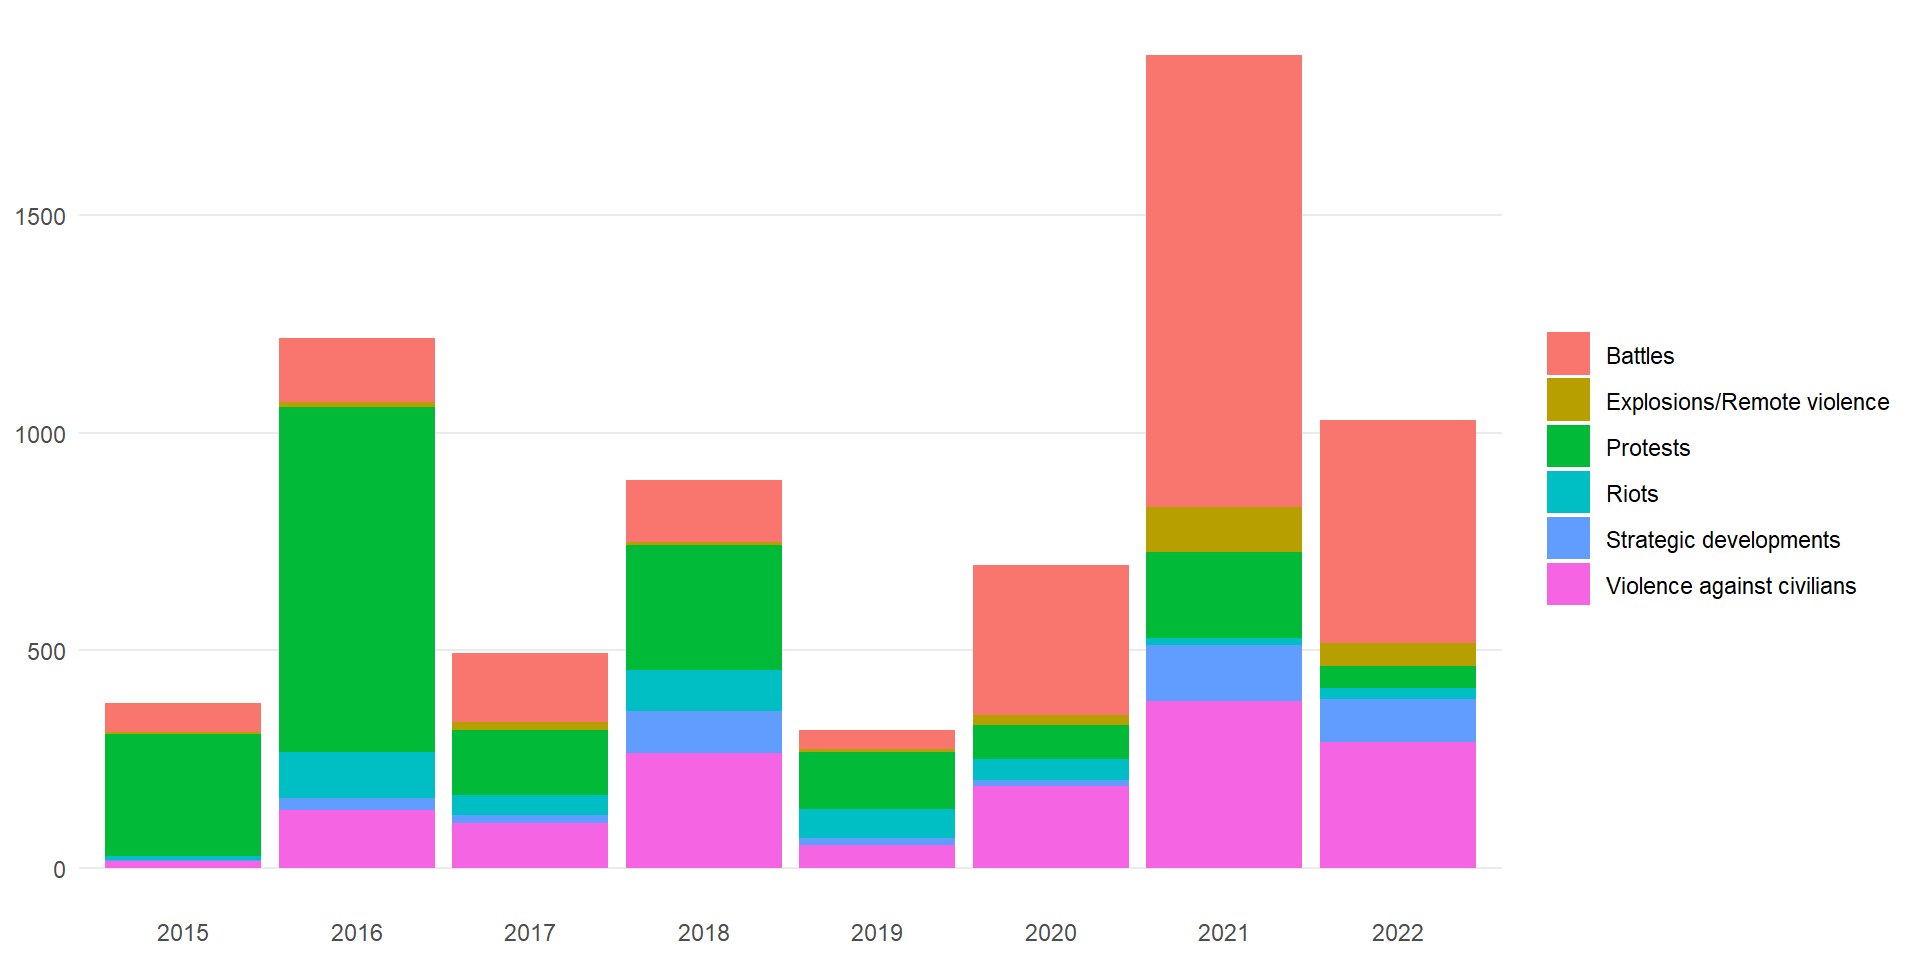 1500
1000
500
0
2015 2016 2017 2018 2019 2020 2021 2022
Battles
Explosions/Remote violence
Protests
Riots
Strategic developments
Violence against civilians